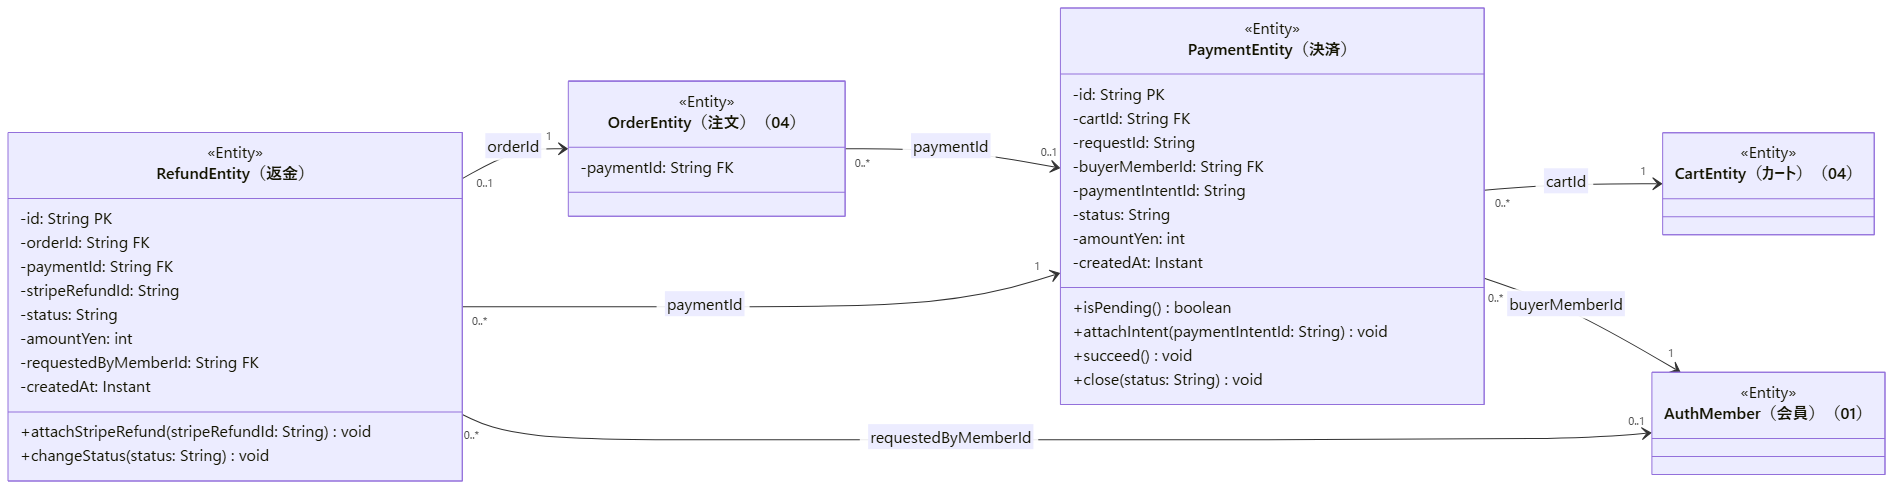 «Entity»
RefundEntity（返金）
-id: String PK
-orderId: String FK
-paymentId: String FK
-stripeRefundId: String
-status: String
-amountYen: int
-requestedByMemberId: String FK
-createdAt: Instant
+attachStripeRefund(stripeRefundId: String) : void
+changeStatus(status: String) : void
orderId
0..1
1
«Entity»
OrderEntity（注文）（04）
-paymentId: String FK
paymentId
0..*
0..1
paymentId
0..*
1
requestedByMemberId
0..*
0..1
«Entity»
PaymentEntity（決済）
-id: String PK
-cartId: String FK
-requestId: String
-buyerMemberId: String FK
-paymentIntentId: String
-status: String
-amountYen: int
-createdAt: Instant
+isPending() : boolean
+attachIntent(paymentIntentId: String) : void
+succeed() : void
+close(status: String) : void
cartId
0..*
1
buyerMemberId
0..*
1
«Entity»
CartEntity（カート）（04）
«Entity»
AuthMember（会員）（01）